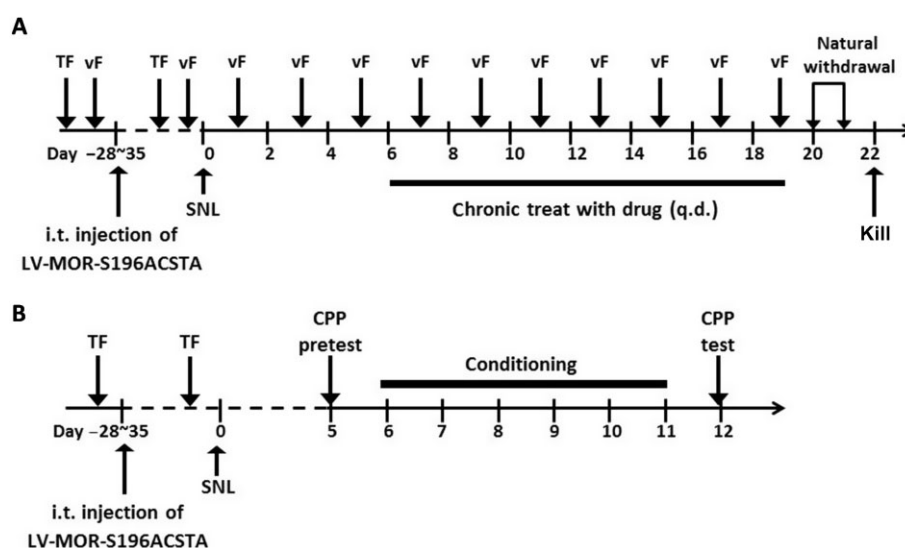 A
TF vF TF vF vF vF vF vF vF vF vF vF vF vF Natural
withdrawal
Day –28~35 0 2 4 6 8 10 12 14 16 18 20 22
SNL
Chronic treat with drug (q.d.)
Kill
i.t. injection of
LV-MOR-S196ACSTA
B
TF TF CPP
pretest
CPP
test
Conditioning
Day –28~35 0 5 6 7 8 9 10 11 12
SNL
i.t. injection of
LV-MOR-S196ACSTA